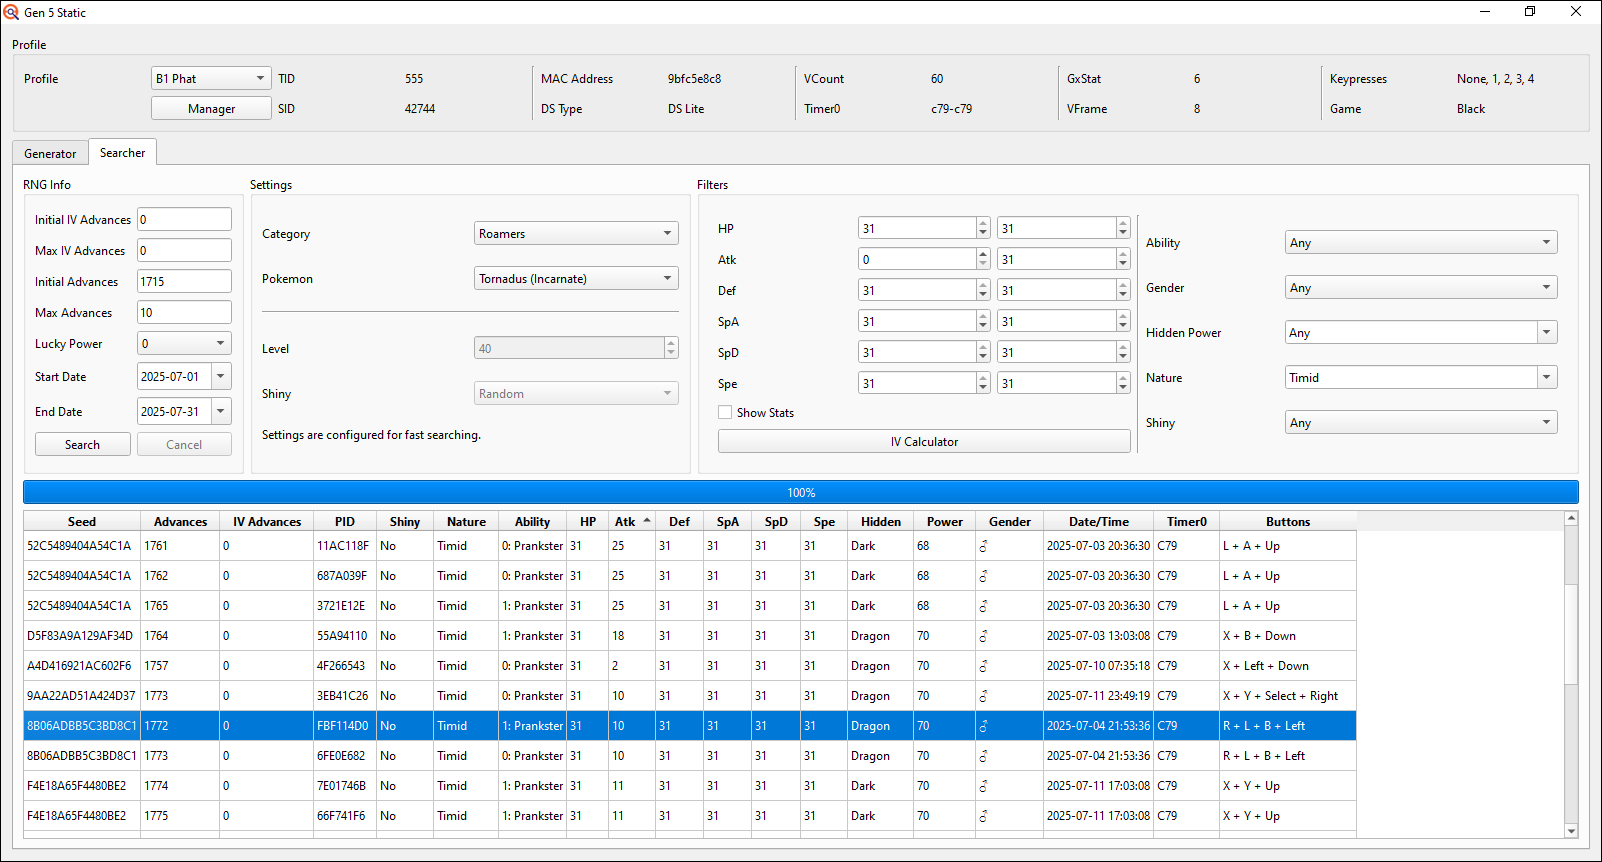 Gen 5 Static
Profile
Profile B1 Phat TID 555 MAC Address 9bfc5e8c8 VCount 60 GxStat 6 Keypresses None, 1, 2, 3, 4
Manager SID 42744 DS Type DS Lite Timer0 c79-c79 VFrame 8 Game Black
Generator Searcher
RNG Info
Initial IV Advances 0
Max IV Advances 0
Initial Advances 1715
Max Advances 10
Lucky Power 0
Start Date 2025-07-01
End Date 2025-07-31
Search Cancel
Settings
Category Roamers
Pokemon Tornadus (Incarnate)
Level 40
Shiny Random
Settings are configured for fast searching.
Filters
HP 31 31
Atk 0 31
Def 31 31
SpA 31 31
SpD 31 31
Spe 31 31
Show Stats
IV Calculator
Ability Any
Gender Any
Hidden Power Any
Nature Timid
Shiny Any
100%
Seed Advances IV Advances PID Shiny Nature Ability HP Atk Def SpA SpD Spe Hidden Power Gender Date/Time Timer0 Buttons
52C5489404A54C1A 1761 0 11AC118F No Timid 0: Prankster 31 25 31 31 31 31 Dark 68 ♂ 2025-07-03 20:36:30 C79 L + A + Up
52C5489404A54C1A 1762 0 687A039F No Timid 0: Prankster 31 25 31 31 31 31 Dark 68 ♂ 2025-07-03 20:36:30 C79 L + A + Up
52C5489404A54C1A 1765 0 3721E12E No Timid 1: Prankster 31 25 31 31 31 31 Dark 68 ♂ 2025-07-03 20:36:30 C79 L + A + Up
D5F83A9A129AF34D 1764 0 55A94110 No Timid 1: Prankster 31 18 31 31 31 31 Dragon 70 ♂ 2025-07-03 13:03:08 C79 X + B + Down
A4D416921AC602F6 1757 0 4F266543 No Timid 0: Prankster 31 2 31 31 31 31 Dragon 70 ♂ 2025-07-10 07:35:18 C79 X + Left + Down
9AA22AD51A424D37 1773 0 3EB41C26 No Timid 0: Prankster 31 10 31 31 31 31 Dragon 70 ♂ 2025-07-11 23:49:19 C79 X + Y + Select + Right
8B06ADBB5C3BD8C1 1772 0 FBF114D0 No Timid 1: Prankster 31 10 31 31 31 31 Dragon 70 ♂ 2025-07-04 21:53:36 C79 R + L + B + Left
8B06ADBB5C3BD8C1 1773 0 6FE0E682 No Timid 0: Prankster 31 10 31 31 31 31 Dragon 70 ♂ 2025-07-04 21:53:36 C79 R + L + B + Left
F4E18A65F4480BE2 1774 0 7E01746B No Timid 1: Prankster 31 11 31 31 31 31 Dark 70 ♂ 2025-07-11 17:03:08 C79 X + Y + Up
F4E18A65F4480BE2 1775 0 66F741F6 No Timid 1: Prankster 31 11 31 31 31 31 Dark 70 ♂ 2025-07-11 17:03:08 C79 X + Y + Up